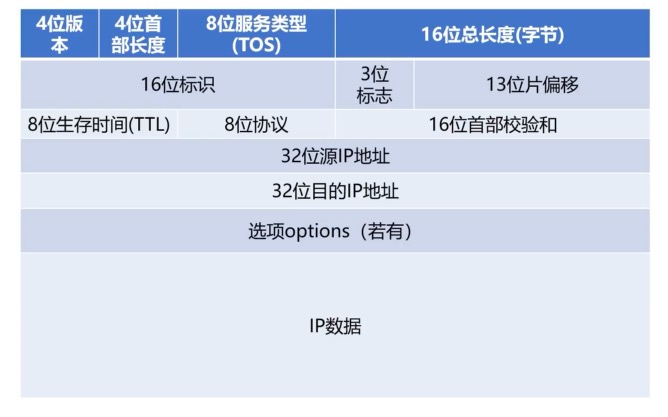 4位版
本
4位首
部长度
8位服务类型
(TOS)
16位总长度(字节)
16位标识
3位
标志
13位片偏移
8位生存时间(TTL)
8位协议
16位首部校验和
32位源IP地址
32位目的IP地址
选项options（若有）
IP数据